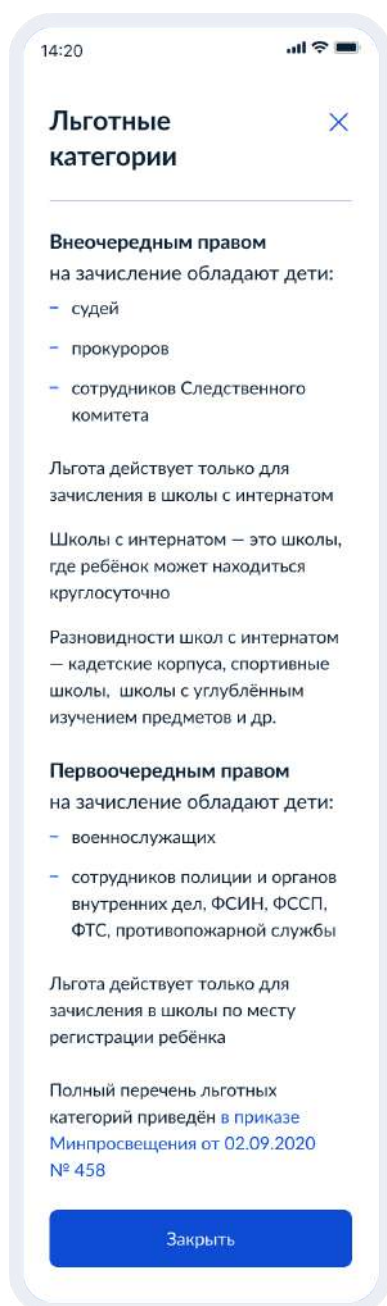 14:20
Льготные
категории
Внеочередным правом
на зачисление обладают дети:
– судей
– прокуроров
– сотрудников Следственного
комитета
Льгота действует только для
зачисления в школы с интернатом
Школы с интернатом — это школы,
где ребёнок может находиться
круглосуточно
Разновидности школ с интернатом
— кадетские корпуса, спортивные
школы, школы с углублённым
изучением предметов и др.
Первоочередным правом
на зачисление обладают дети:
– военнослужащих
– сотрудников полиции и органов
внутренних дел, ФСИН, ФССП,
ФТС, противопожарной службы
Льгота действует только для
зачисления в школы по месту
регистрации ребёнка
Полный перечень льготных
категорий приведён в приказе
Минпросвещения от 02.09.2020
№ 458
Закрыть